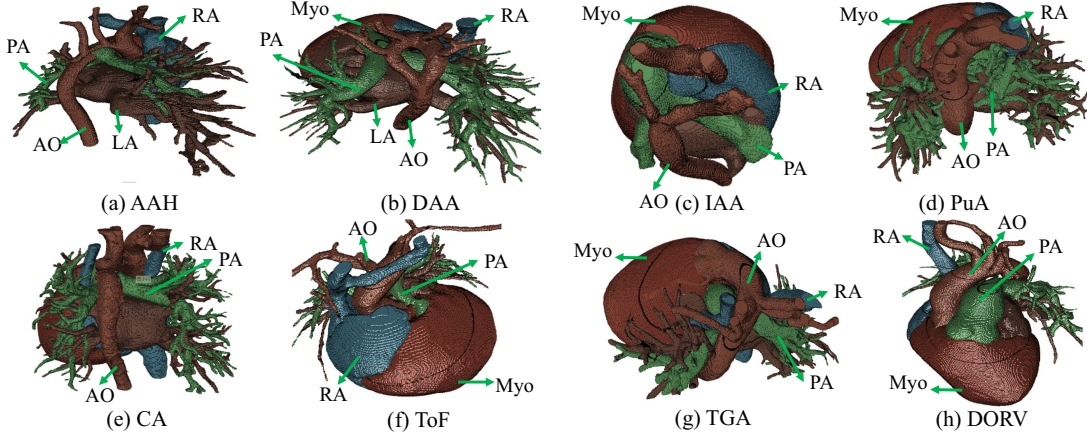 Myo
RA
PA
AO
LA
(a) AAH
RA
PA
LA
AO
(b) DAA
Myo
RA
PA
AO
(c) IAA
Myo
RA
AO
PA
(d) PuA
RA
PA
AO
(e) CA
AO
PA
RA
Myo
(f) ToF
Myo
AO
RA
PA
(g) TGA
RA
AO
PA
Myo
(h) DORV